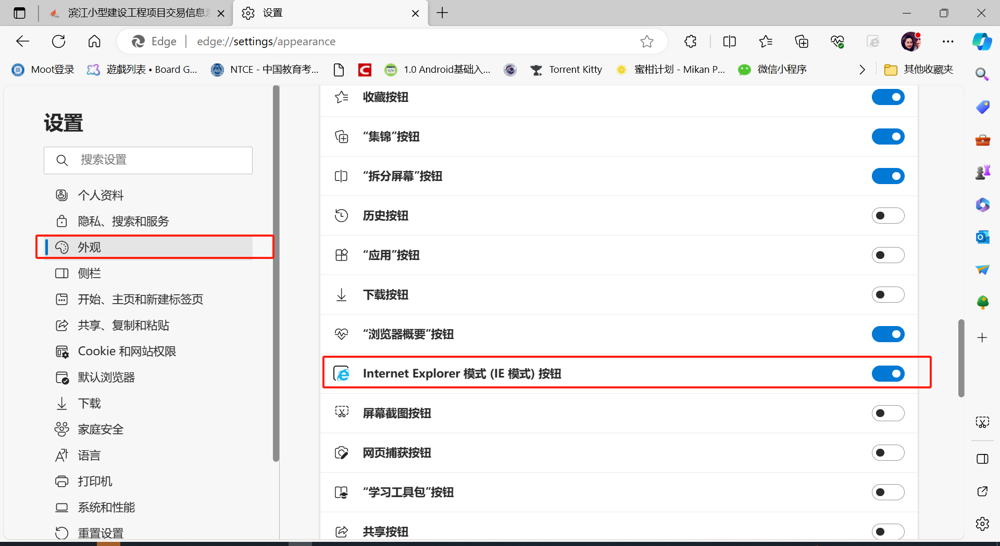 滨江小型建设工程项目交易信息
设置
Edge
edge://settings/appearance
Moot登录
遊戲列表 • Board G...
NTCE - 中国教育考...
1.0 Android基础入...
Torrent Kitty
蜜柑计划 - Mikan P...
微信小程序
其他收藏夹
设置
搜索设置
个人资料
隐私、搜索和服务
外观
侧栏
开始、主页和新建标签页
共享、复制和粘贴
Cookie 和网站权限
默认浏览器
下载
家庭安全
语言
打印机
系统和性能
重置设置
收藏按钮
“集锦”按钮
“拆分屏幕”按钮
历史按钮
“应用”按钮
下载按钮
“浏览器概要”按钮
Internet Explorer 模式 (IE 模式) 按钮
屏幕截图按钮
网页捕获按钮
“学习工具包”按钮
共享按钮